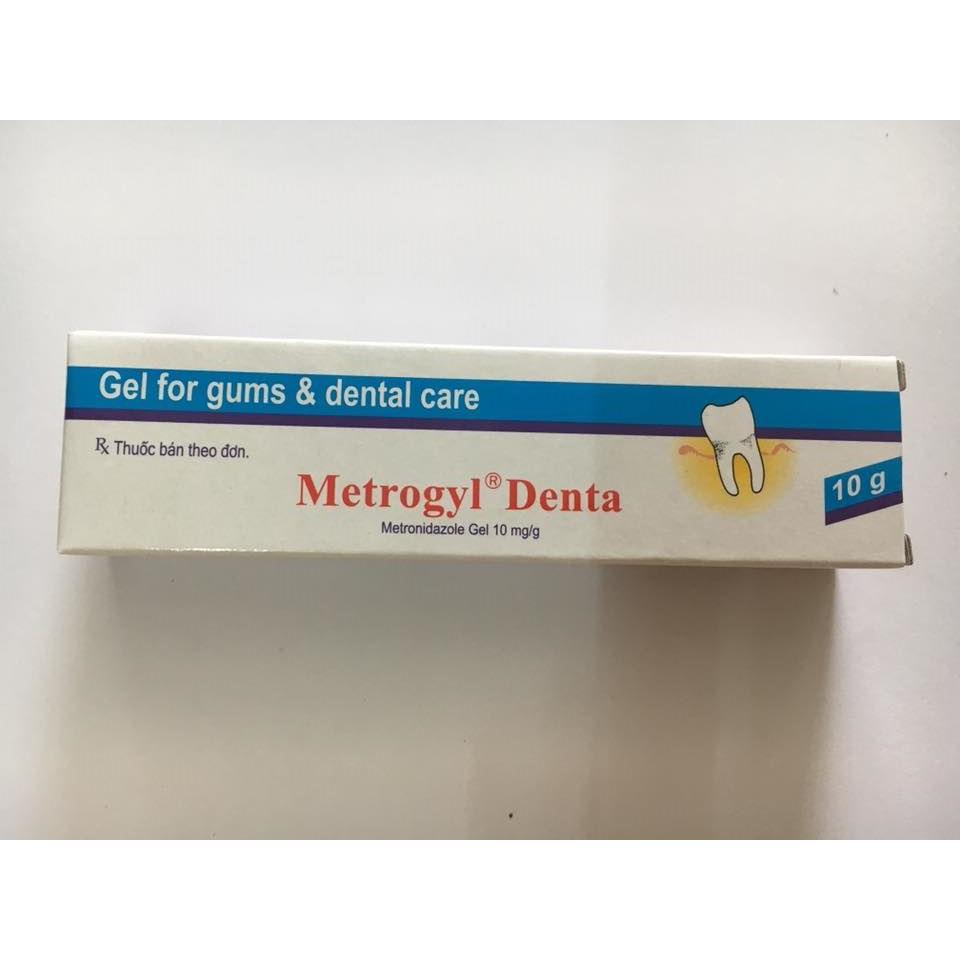 Gel for gums & dental care
℞ Thuốc bán theo đơn.
Metrogyl® Denta
Metronidazole Gel 10 mg/g
10 g